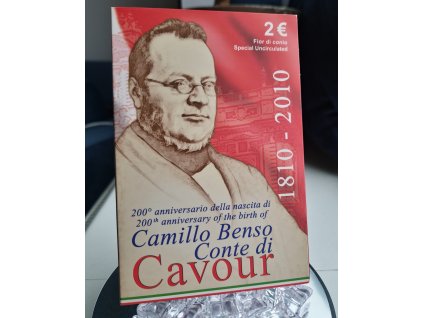 2 €
Fior di conio
Special Uncirculated
1810 - 2010
200° anniversario della nascita di
200th anniversary of the birth of
Camillo Benso
Conte di
Cavour